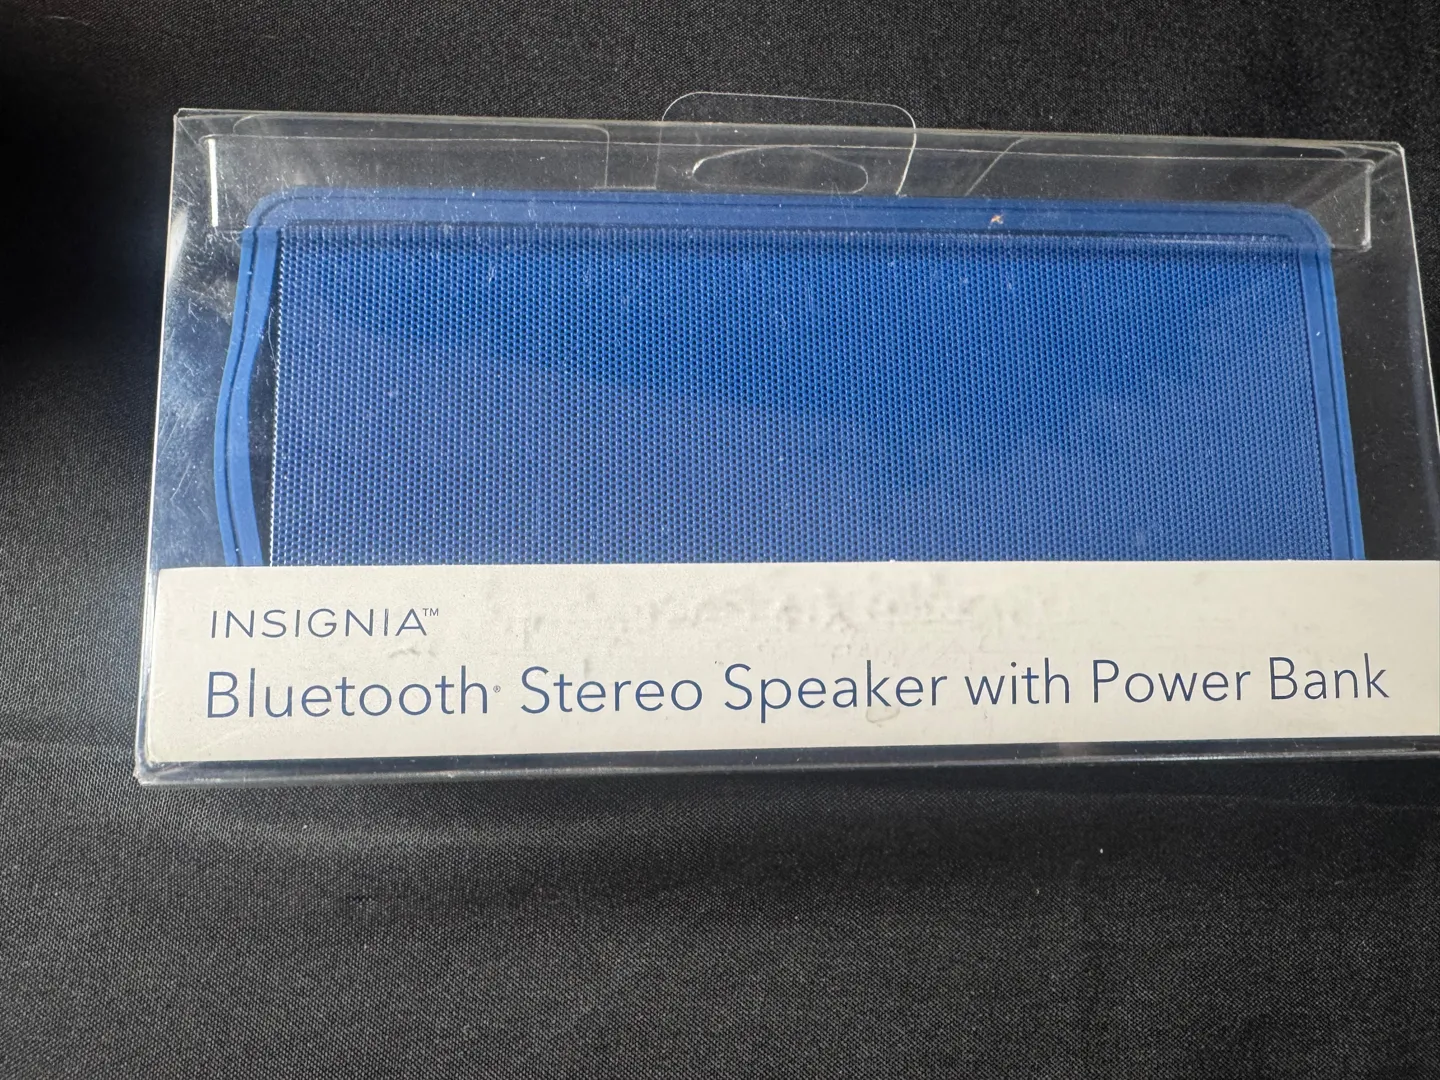 INSIGNIA™
Bluetooth® Stereo Speaker with Power Bank